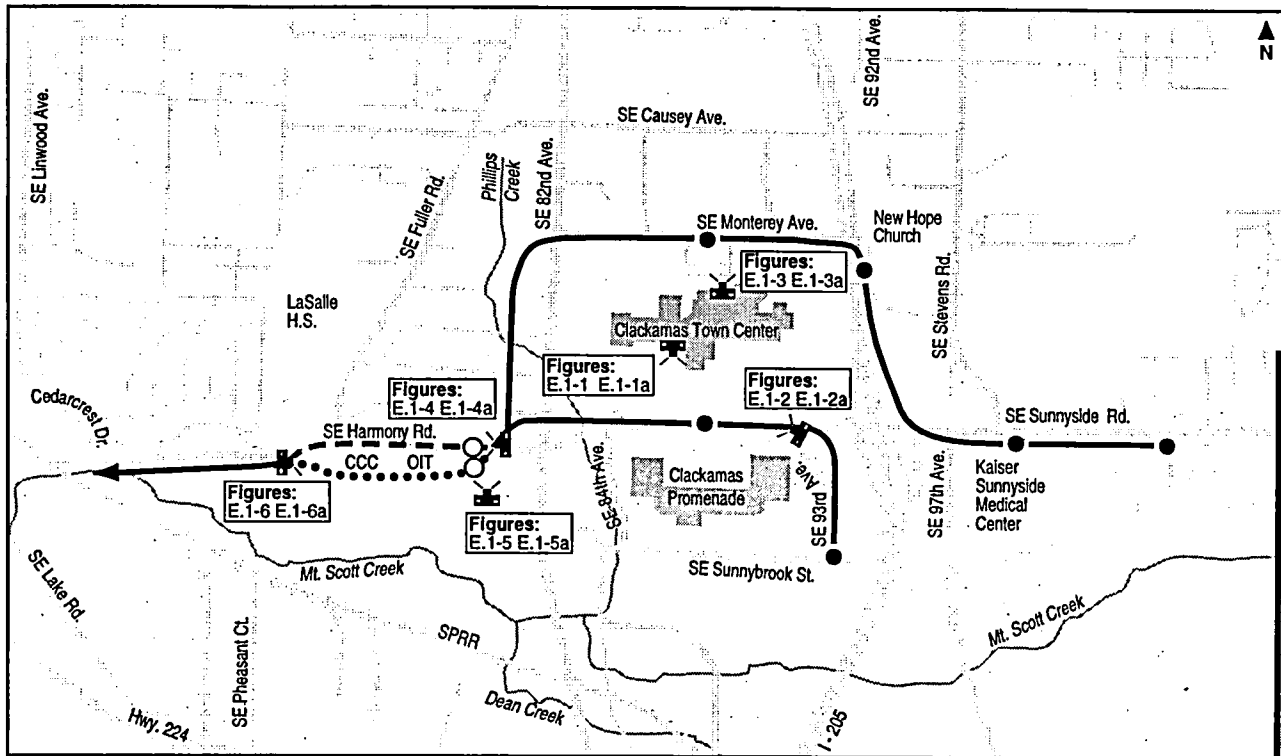 N
SE Linwood Ave.
SE Fuller Rd.
Phillips
Creek
SE 82nd Ave.
SE Causey Ave.
SE 92nd Ave.
SE Monterey Ave.
New Hope
Church
SE Stevens Rd.
Figures:
E.1-3 E.1-3a
LaSalle
H.S.
Clackamas Town Center
Figures:
E.1-1 E.1-1a
Figures:
E.1-2 E.1-2a
Figures:
E.1-4 E.1-4a
Cedarcrest Dr.
SE Harmony Rd.
CCC OIT
SE Sunnyside Rd.
Figures:
E.1-6 E.1-6a
Figures:
E.1-5 E.1-5a
SE 84th Ave.
Clackamas
Promenade
SE 93rd
Ave.
SE 97th Ave.
Kaiser
Sunnyside
Medical
Center
SE Lake Rd.
Mt. Scott Creek
SE Sunnybrook St.
SE Pheasant Ct.
SPRR
Mt. Scott Creek
Dean Creek
Hwy. 224
I - 205